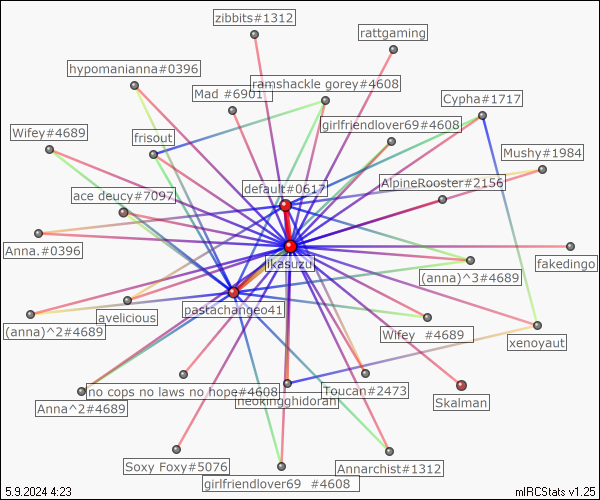 zibbits#1312
rattgaming
hypomanianna#0396
Mad #6901
ramshackle gorey#4608
Cypha#1717
Wifey#4689
frisout
girlfriendlover69#4608
Mushy#1984
ace deucy#7097
default#0617
AlpineRooster#2156
Anna.#0396
ikasuzu
fakedingo
(anna)^3#4689
(anna)^2#4689
avelicious
pastachangeo41
Wifey #4689
xenoyaut
Anna^2#4689
no cops no laws no hope#4608
neokingghidorah
Toucan#2473
Skalman
Soxy Foxy#5076
girlfriendlover69 #4608
Annarchist#1312
5.9.2024 4:23
mIRCStats v1.25